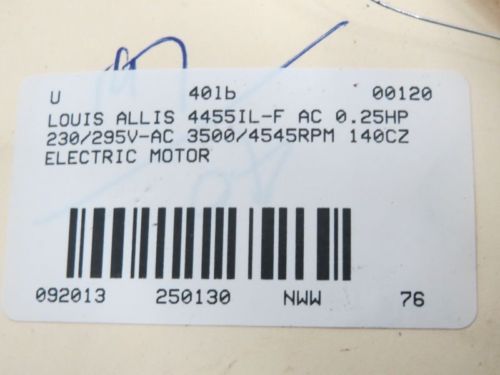 U 40lb 00120
LOUIS ALLIS 4455IL-F AC 0.25HP
230/295V-AC 3500/4545RPM 140CZ
ELECTRIC MOTOR
092013 250130 NWW 76